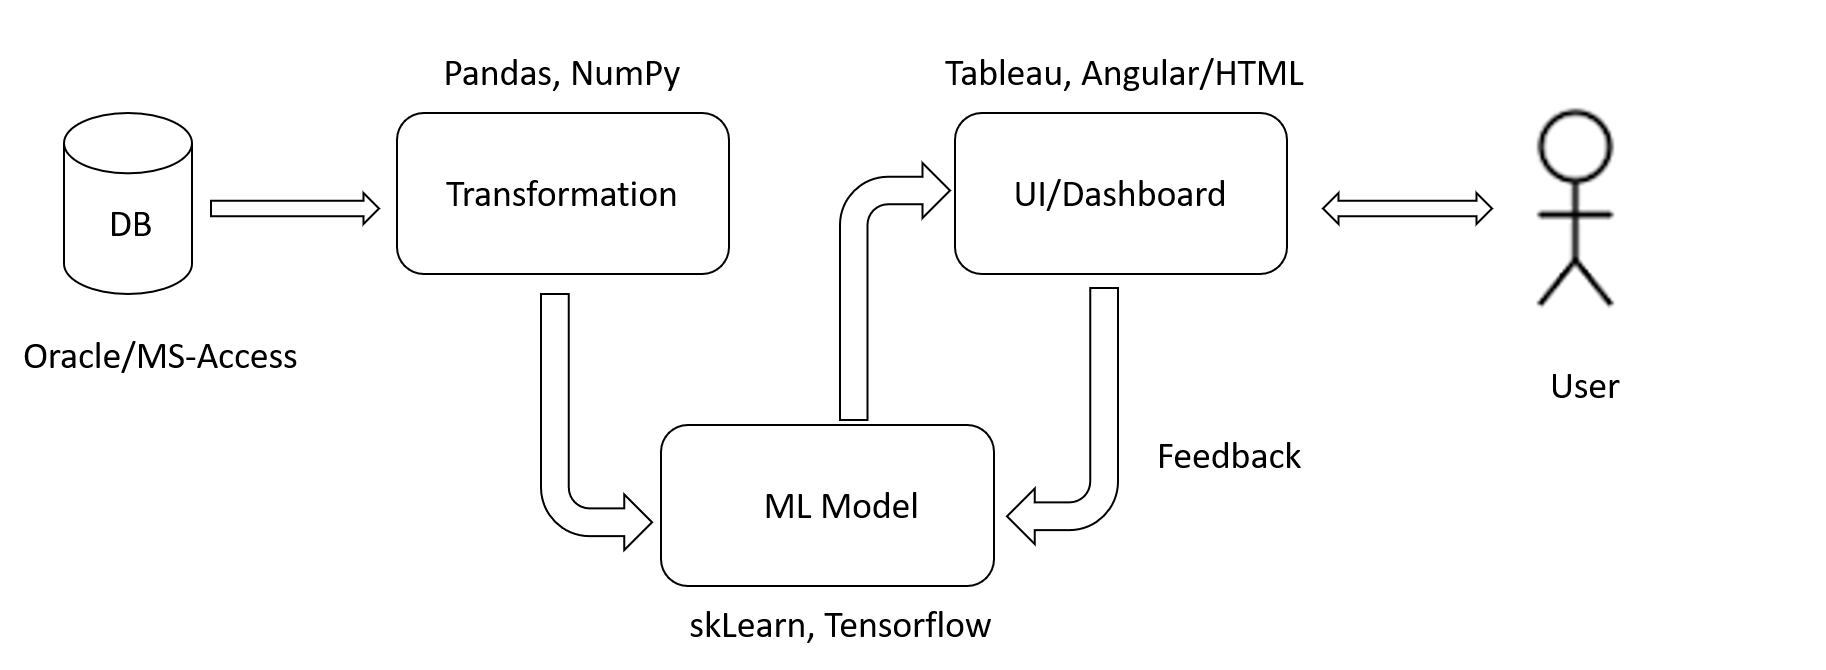 Pandas, NumPy
Tableau, Angular/HTML
DB
Transformation
UI/Dashboard
Oracle/MS-Access
User
Feedback
ML Model
skLearn, Tensorflow